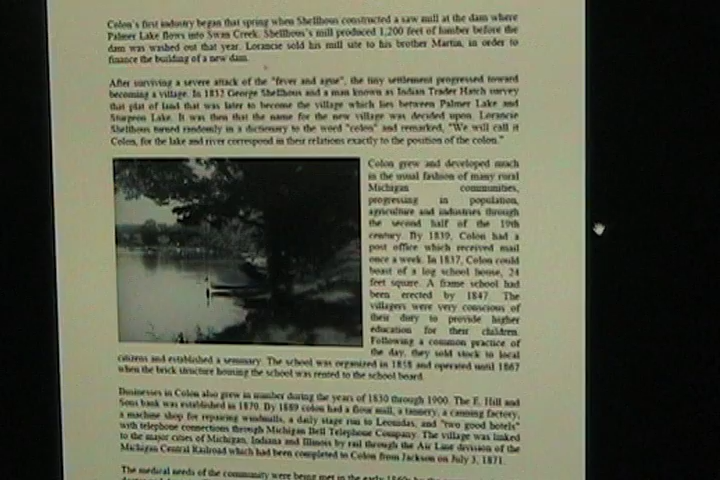 Colon's first industry began that spring when Shellhous constructed a saw mill at the dam where
Palmer Lake flows into Swan Creek. Shellhous's mill produced 1,200 feet of lumber before the
dam was washed out that year. Lorancie sold his mill site to his brother Martin, in order to
finance the building of a new dam.
After surviving a severe attack of the "fever and ague", the tiny settlement progressed toward
becoming a village. In 1832 George Shellhous and a man known as Indian Trader Hatch survey
that plat of land that was later to become the village which lies between Palmer Lake and
Sturgeon Lake. It was then that the name for the new village was decided upon. Lorancie
Shellhous turned randomly in a dictionary to the word "colon" and remarked, "We will call it
Colon, for the lake and river correspond in their relations exactly to the position of the colon."
Colon grew and developed much
in the usual fashion of many rural
Michigan communities,
progressing in population,
agriculture and industries through
the second half of the 19th
century. By 1839, Colon had a
post office which received mail
once a week. In 1837, Colon could
boast of a log school house, 24
feet square. A frame school had
been erected by 1847. The
villagers were very conscious of
their duty to provide higher
education for their children.
Following a common practice of
the day, they sold stock to local
citizens and established a seminary. The school was organized in 1858 and operated until 1867
when the brick structure housing the school was rented to the school board.
Businesses in Colon also grew in number during the years of 1830 through 1900. The E. Hill and
Sons bank was established in 1870. By 1889 colon had a flour mill, a tannery, a canning factory,
a machine shop for repairing windmills, a daily stage run to Leonidas, and "two good hotels"
with telephone connections through Michigan Bell Telephone Company. The village was linked
to the major cities of Michigan, Indiana and Illinois by rail through the Air Line division of the
Michigan Central Railroad which had been completed to Colon from Jackson on July 3, 1871.
The medical needs of the community were being met in the early 1860s by the